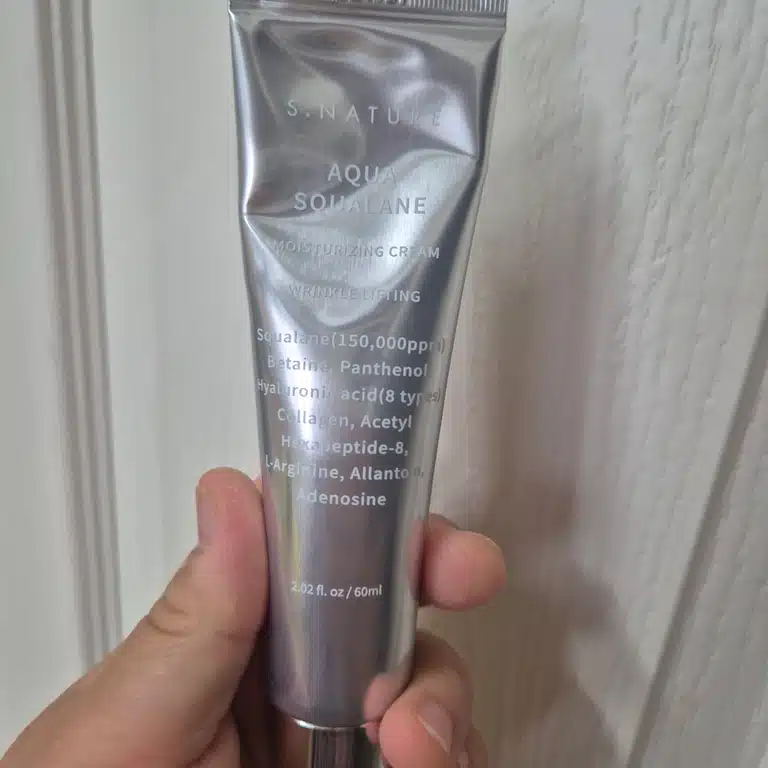 S.NATURE
AQUA
SQUALANE
MOISTURIZING CREAM
WRINKLE LIFTING
Squalane(150,000ppm)
Betaine, Panthenol
Hyaluronic acid(8 types)
Collagen, Acetyl
Hexapeptide-8,
L-Arginine, Allantoin,
Adenosine
2.02 fl. oz / 60ml